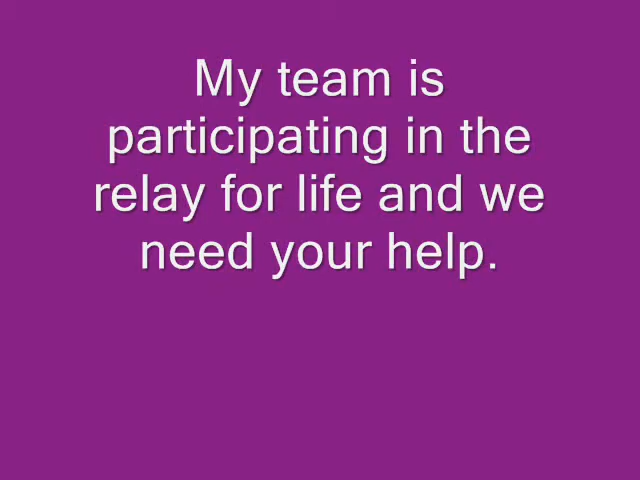 My team is
participating in the
relay for life and we
need your help.